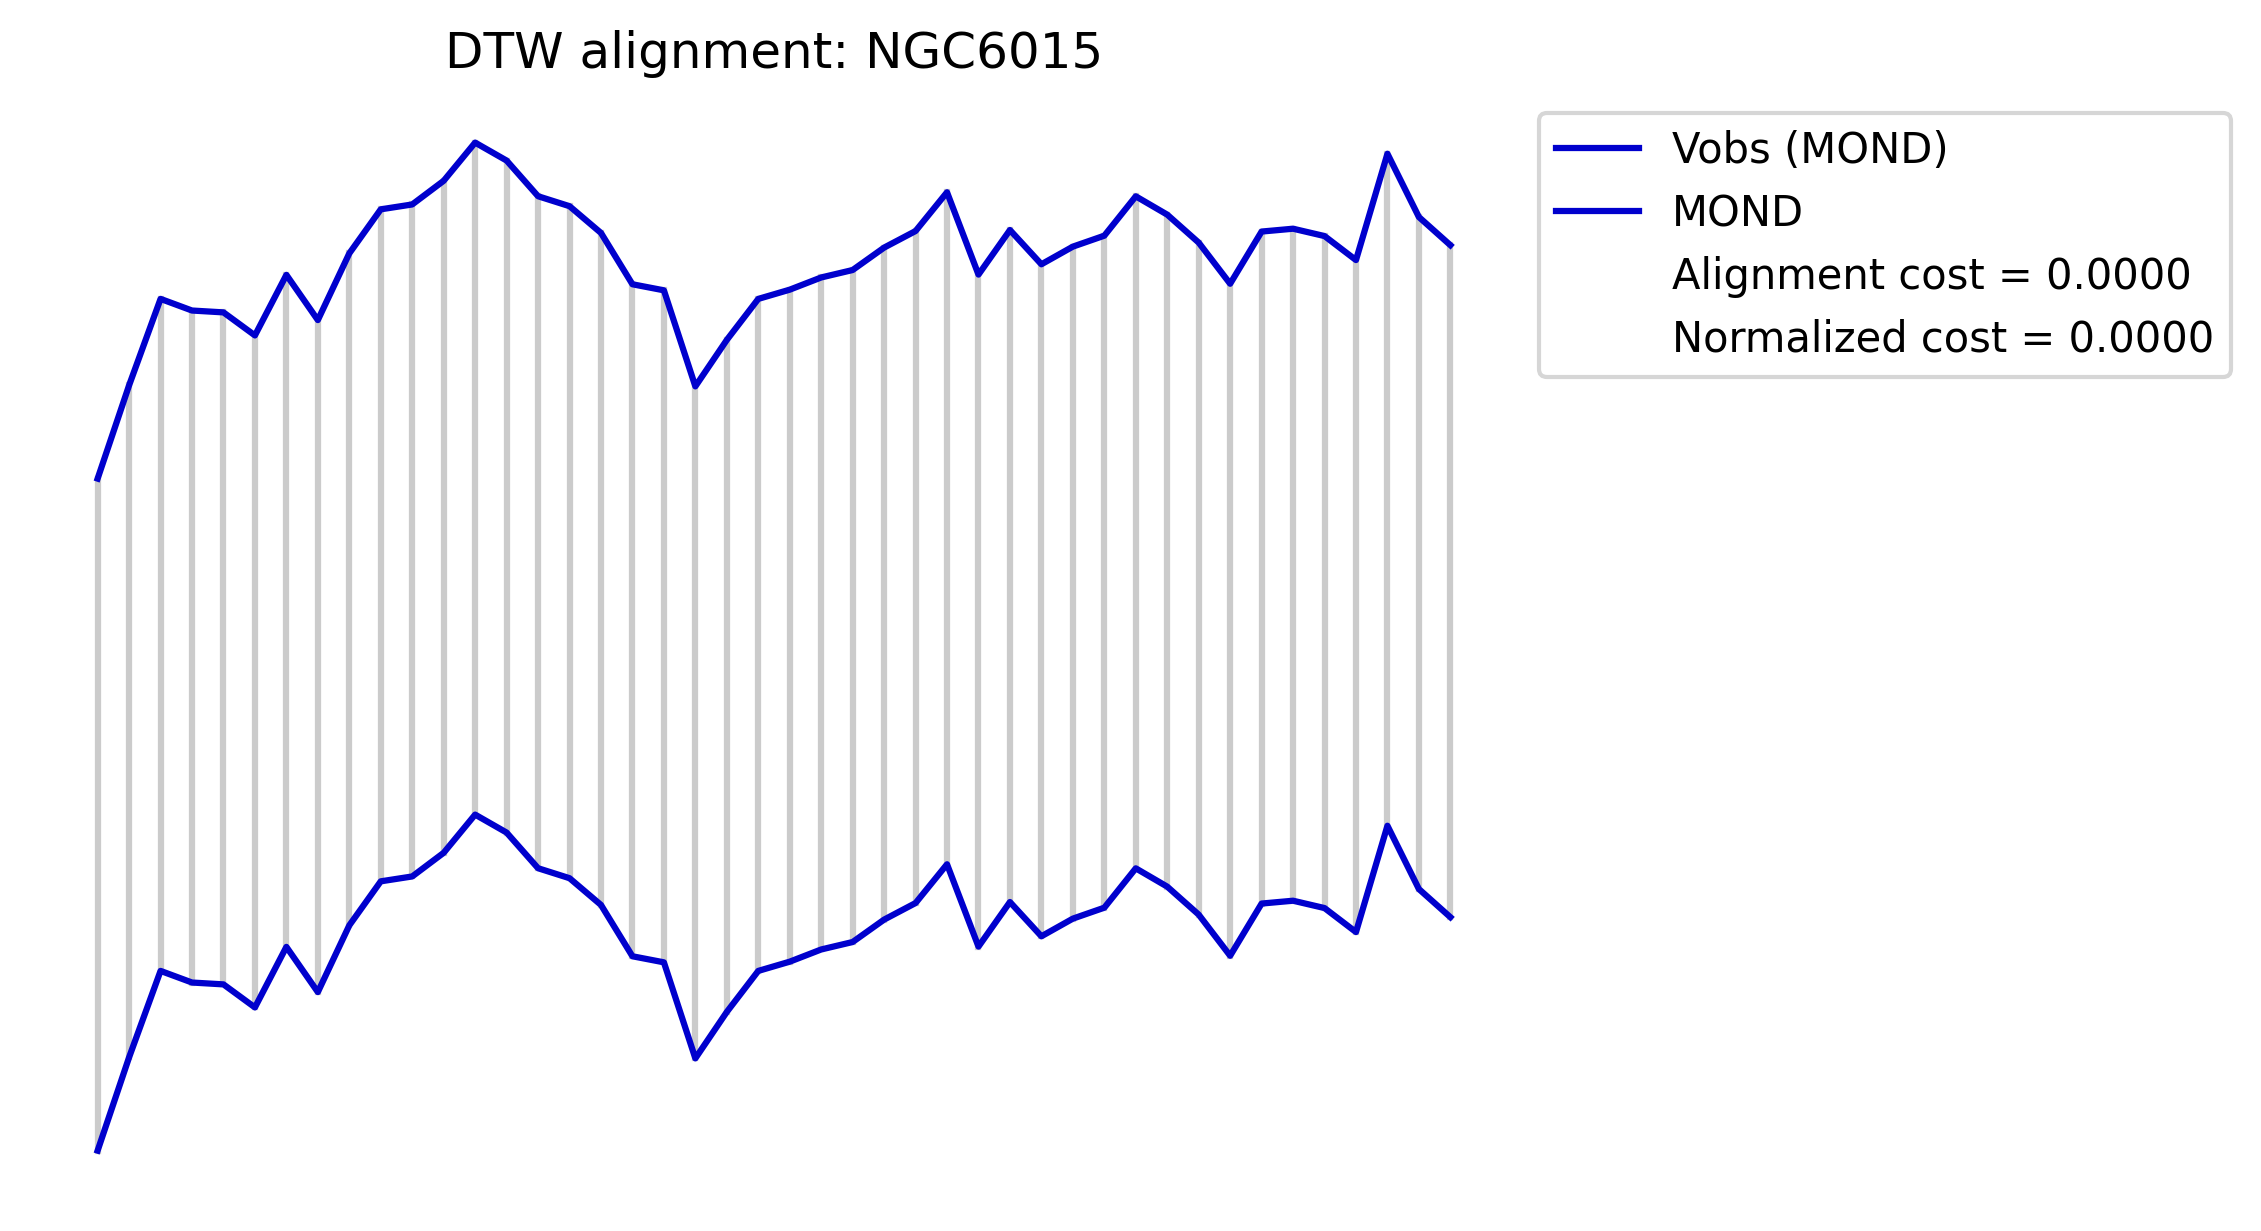 DTW alignment: NGC6015
Vobs (MOND)
MOND
Alignment cost = 0.0000
Normalized cost = 0.0000